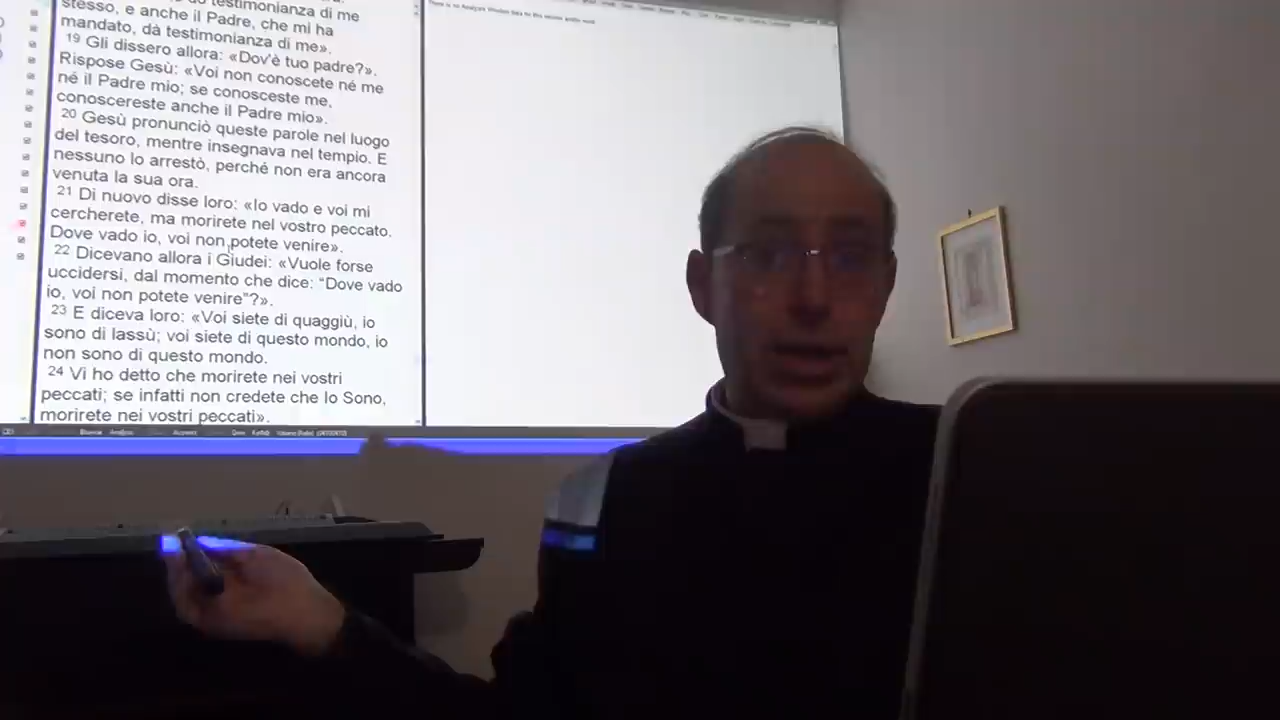 stesso, e anche il Padre, che mi ha
mandato, dà testimonianza di me».
19 Gli dissero allora: «Dov'è tuo padre?».
Rispose Gesù: «Voi non conoscete né me
né il Padre mio; se conosceste me,
conoscereste anche il Padre mio».
20 Gesù pronunciò queste parole nel luogo
del tesoro, mentre insegnava nel tempio. E
nessuno lo arrestò, perché non era ancora
venuta la sua ora.
21 Di nuovo disse loro: «Io vado e voi mi
cercherete, ma morirete nel vostro peccato.
Dove vado io, voi non potete venire».
22 Dicevano allora i Giudei: «Vuole forse
uccidersi, dal momento che dice: "Dove vado
io, voi non potete venire"?».
23 E diceva loro: «Voi siete di quaggiù, io
sono di lassù; voi siete di questo mondo, io
non sono di questo mondo.
24 Vi ho detto che morirete nei vostri
peccati; se infatti non credete che Io Sono,
morirete nei vostri peccati».